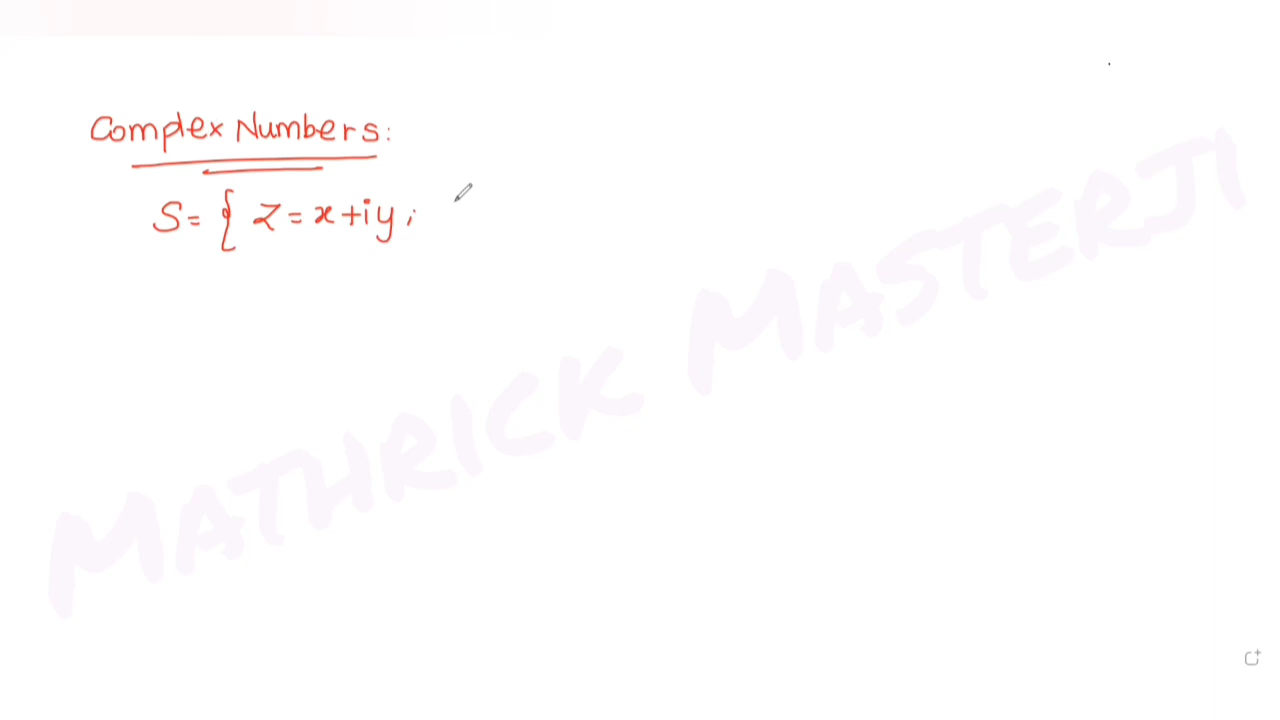 Complex Numbers:
S= { Z = x + iy ;
MATHRICK MASTERJI